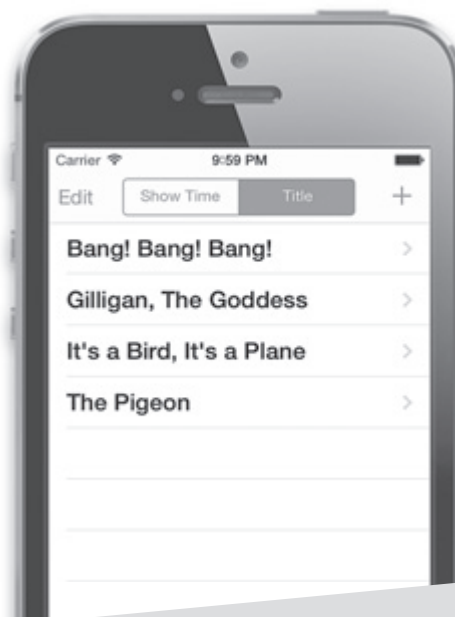 Carrier 9:59 PM
Edit Show Time Title +
Bang! Bang! Bang!
Gilligan, The Goddess
It's a Bird, It's a Plane
The Pigeon